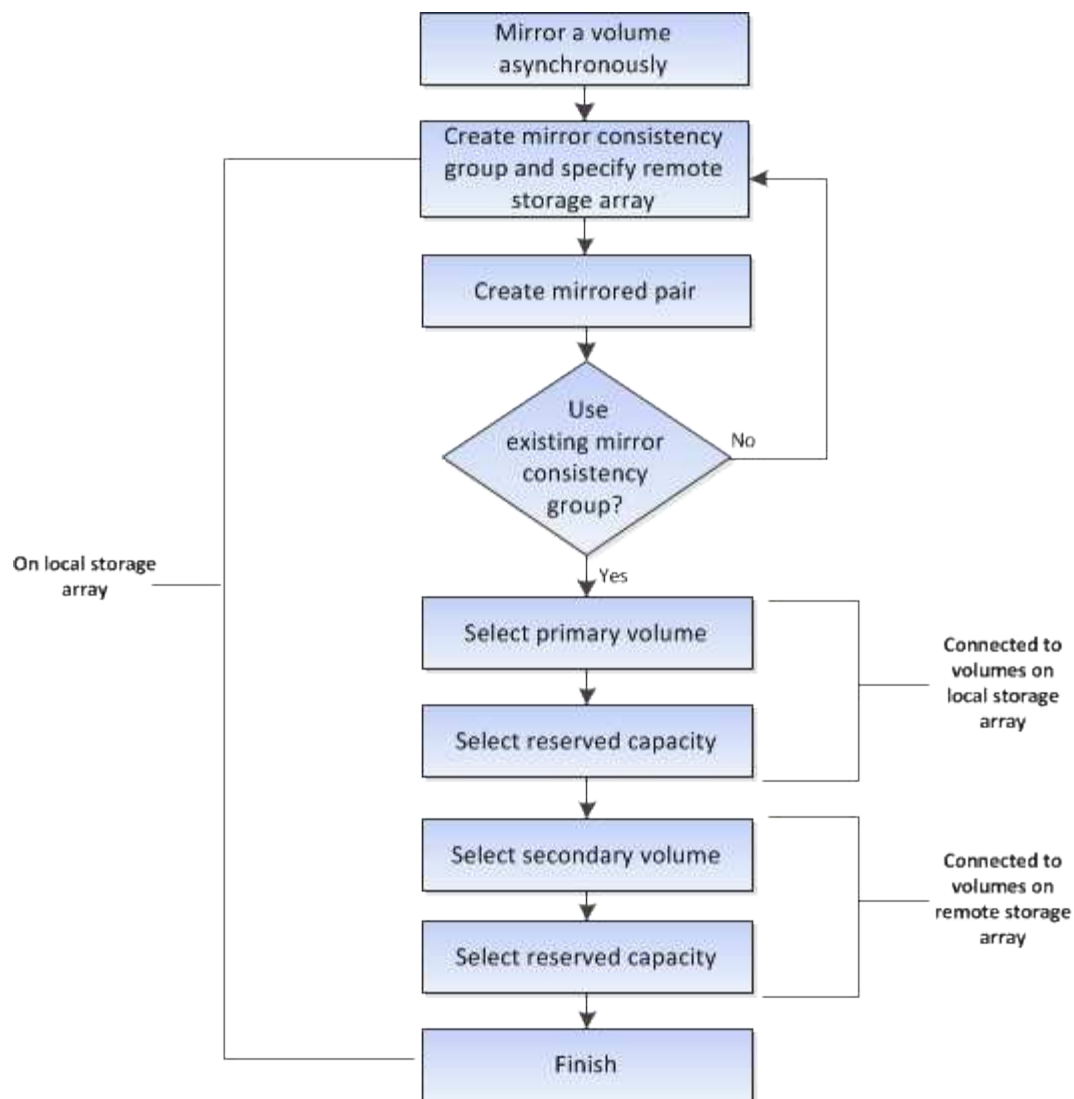 Mirror a volume
asynchronously
Create mirror consistency
group and specify remote
storage array
Create mirrored pair
Use
existing mirror
consistency
group?
No
Yes
On local storage
array
Select primary volume
Select reserved capacity
Connected to
volumes on
local storage
array
Select secondary volume
Select reserved capacity
Connected to
volumes on
remote storage
array
Finish